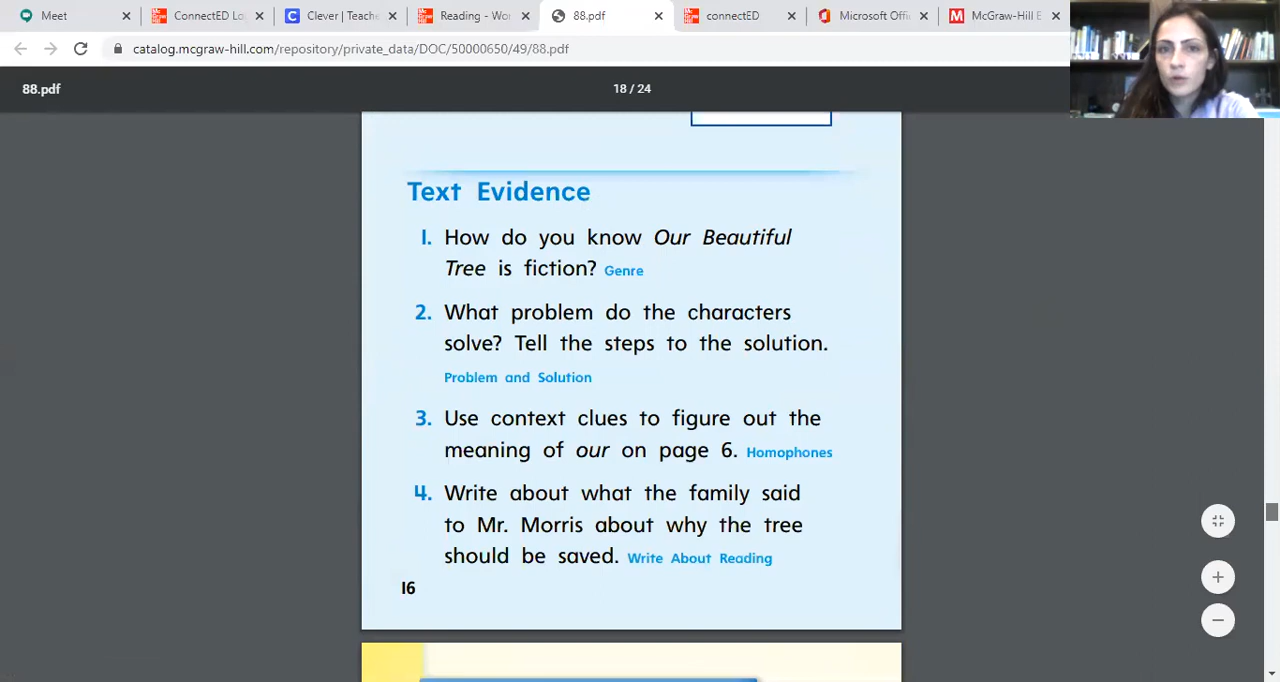 Meet
ConnectED Lo
Clever | Teache
Reading - Wo
88.pdf
connectED
Microsoft Offi
McGraw-Hill E
catalog.mcgraw-hill.com/repository/private_data/DOC/50000650/49/88.pdf
88.pdf
18 / 24
Text Evidence
1. How do you know Our Beautiful
Tree is fiction? Genre
2. What problem do the characters
solve? Tell the steps to the solution.
Problem and Solution
3. Use context clues to figure out the
meaning of our on page 6. Homophones
4. Write about what the family said
to Mr. Morris about why the tree
should be saved. Write About Reading
16